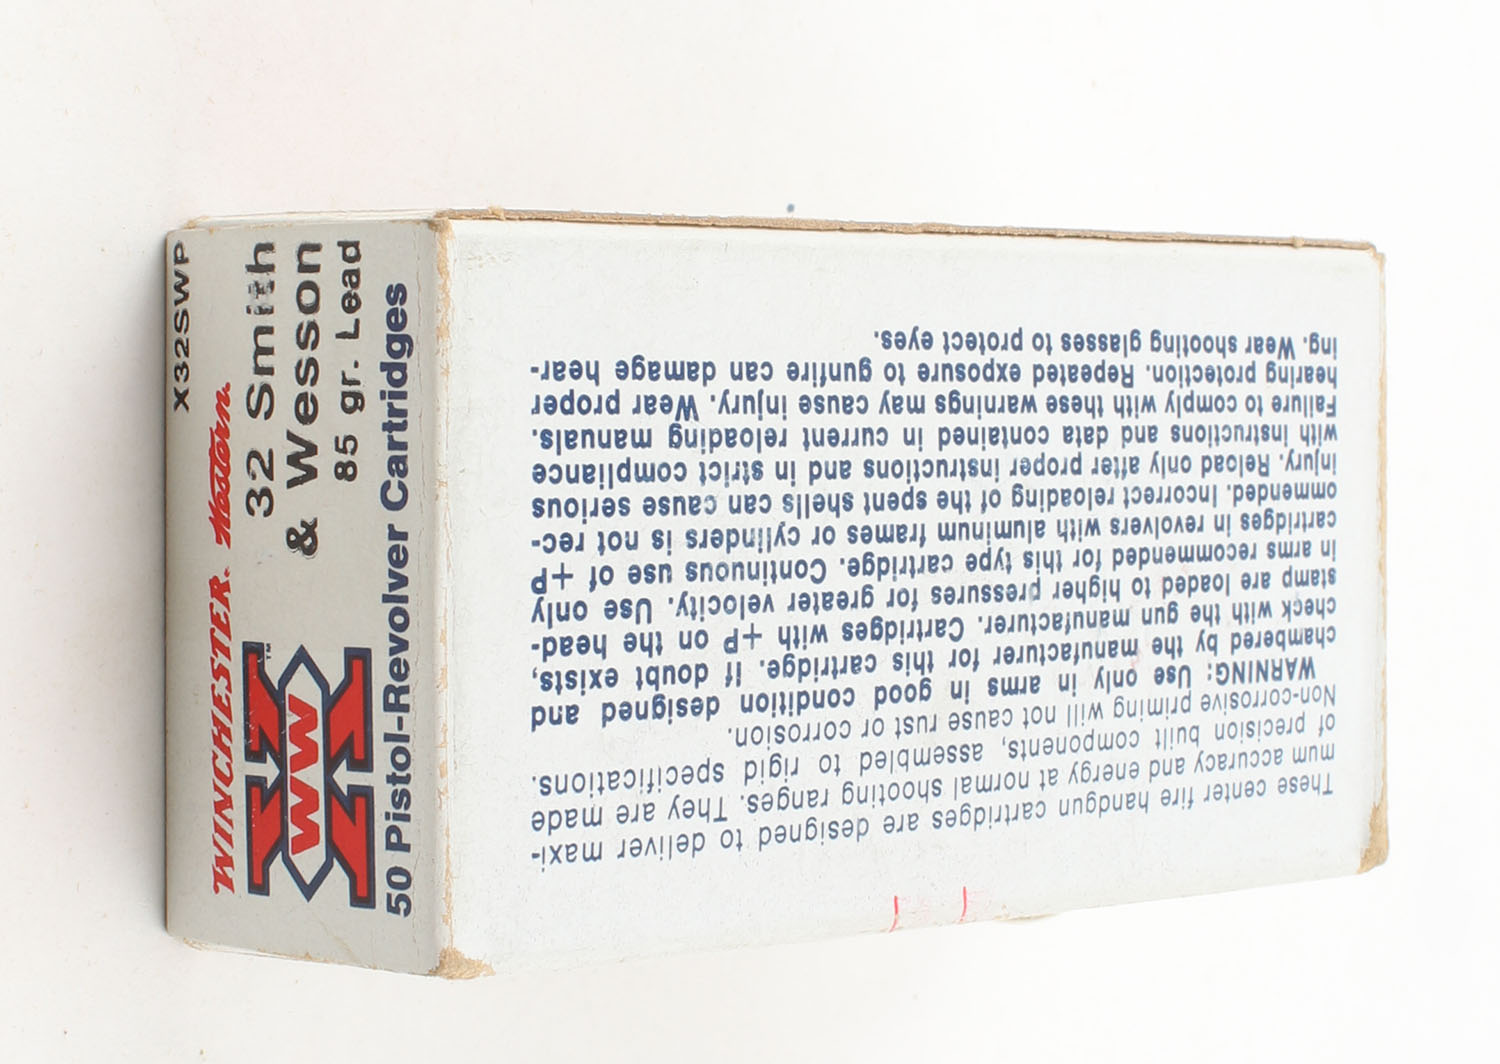 X32SWP
WINCHESTER. Western.
32 Smith
& Wesson
85 gr. Lead
WW
TM
50 Pistol-Revolver Cartridges
These center fire handgun cartridges are designed to deliver maxi-
mum accuracy and energy at normal shooting ranges. They are made
of precision built components, assembled to rigid specifications.
Non-corrosive priming will not cause rust or corrosion.
WARNING: Use only in arms in good condition designed and
chambered by the manufacturer for this cartridge. If doubt exists,
check with the gun manufacturer. Cartridges with +P on the head-
stamp are loaded to higher pressures for greater velocity. Use only
in arms recommended for this type cartridge. Continuous use of +P
cartridges in revolvers with aluminum frames or cylinders is not rec-
ommended. Incorrect reloading of the spent shells can cause serious
injury. Reload only after proper instructions and in strict compliance
with instructions and data contained in current reloading manuals.
Failure to comply with these warnings may cause injury. Wear proper
hearing protection. Repeated exposure to gunfire can damage hear-
ing. Wear shooting glasses to protect eyes.